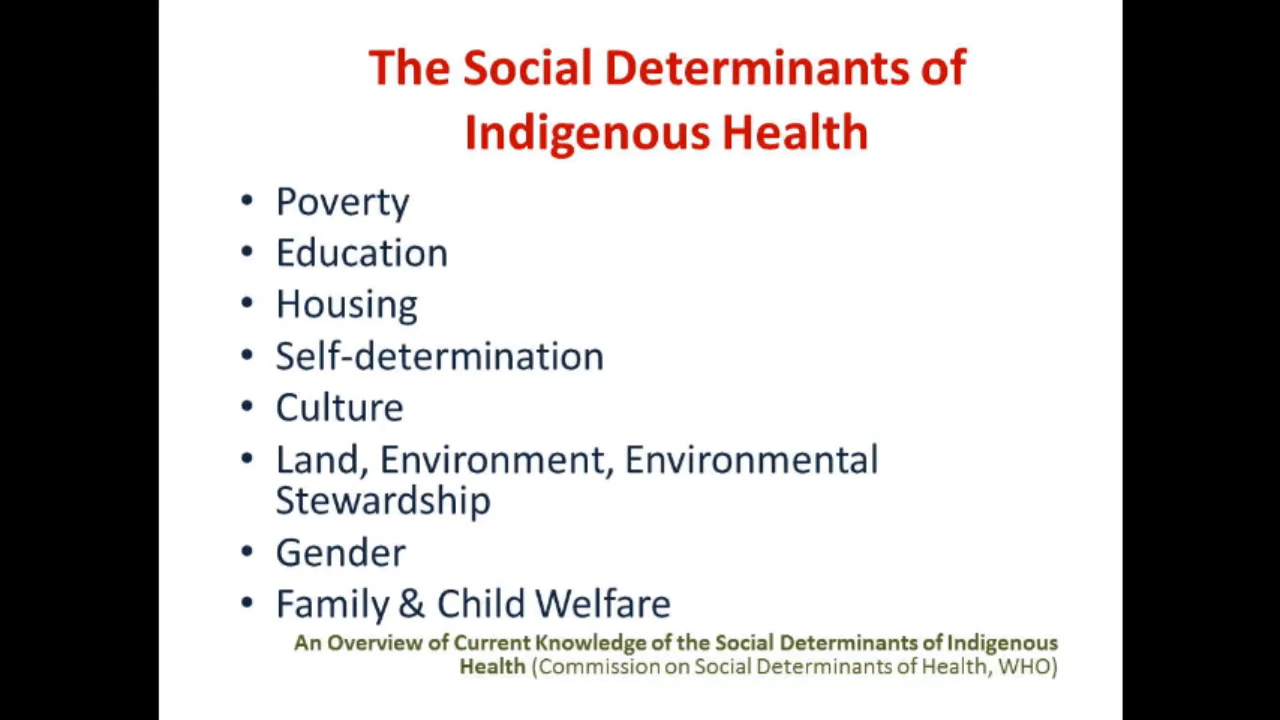 The Social Determinants of
Indigenous Health
• Poverty
• Education
• Housing
• Self-determination
• Culture
• Land, Environment, Environmental
Stewardship
• Gender
• Family & Child Welfare
An Overview of Current Knowledge of the Social Determinants of Indigenous
Health (Commission on Social Determinants of Health, WHO)